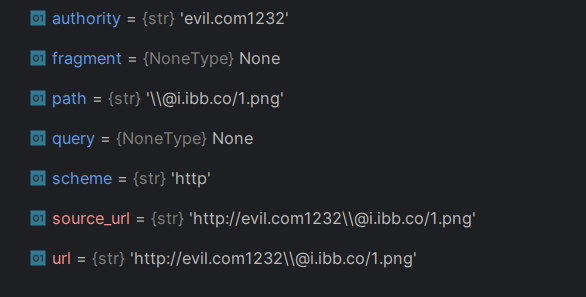 01 authority = {str} 'evil.com1232'
01 fragment = {NoneType} None
01 path = {str} '\\@i.ibb.co/1.png'
01 query = {NoneType} None
01 scheme = {str} 'http'
01 source_url = {str} 'http://evil.com1232\\@i.ibb.co/1.png'
01 url = {str} 'http://evil.com1232\\@i.ibb.co/1.png'